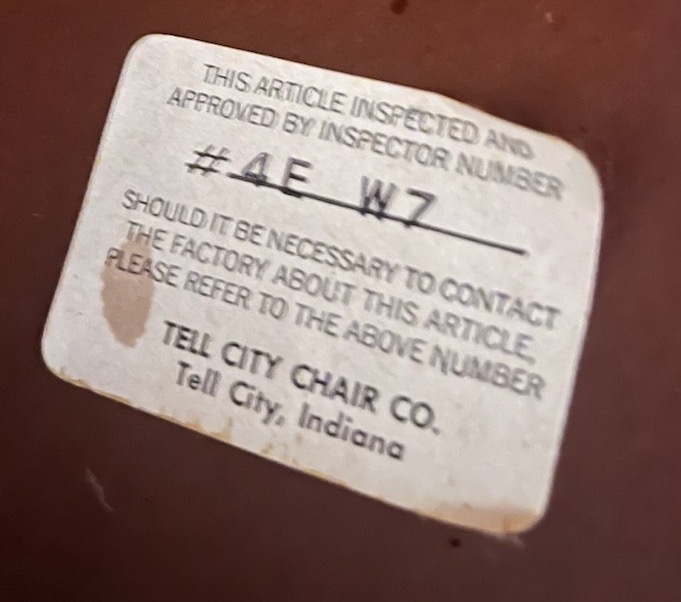 THIS ARTICLE INSPECTED AND
APPROVED BY INSPECTOR NUMBER
#4E W7
SHOULD IT BE NECESSARY TO CONTACT
THE FACTORY ABOUT THIS ARTICLE,
PLEASE REFER TO THE ABOVE NUMBER
TELL CITY CHAIR CO.
Tell City, Indiana